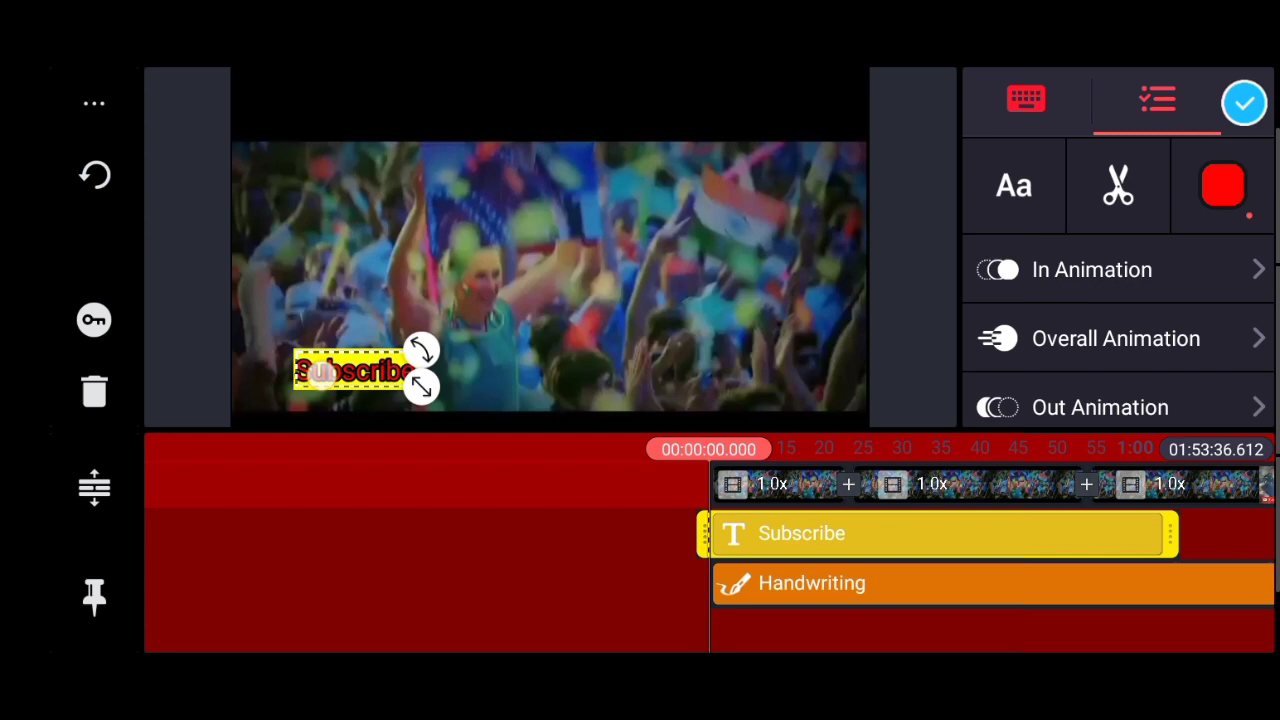 Aa
In Animation
Overall Animation
Out Animation
Subscribe
00:00:00.000 15 20 25 30 35 40 45 50 55 1:00 01:53:36.612
1.0x 1.0x 1.0x
T Subscribe
Handwriting